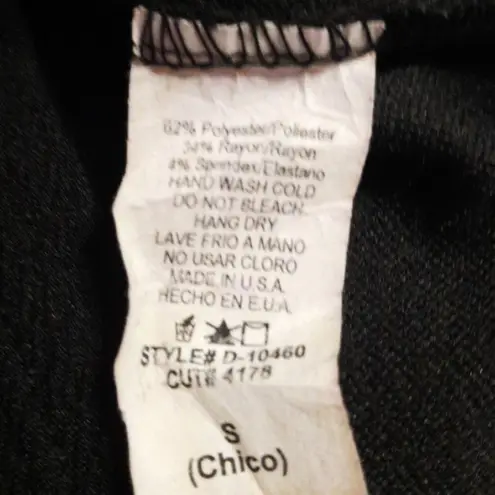 62% Polyester/Poliester
34% Rayon/Rayon
4% Spendex/Elastano
HAND WASH COLD
DO NOT BLEACH
HANG DRY
LAVE FRIO A MANO
NO USAR CLORO
MADE IN U.S.A.
HECHO EN E.U.A.
STYLE# D-10460
CUT# 4178
S
(Chico)